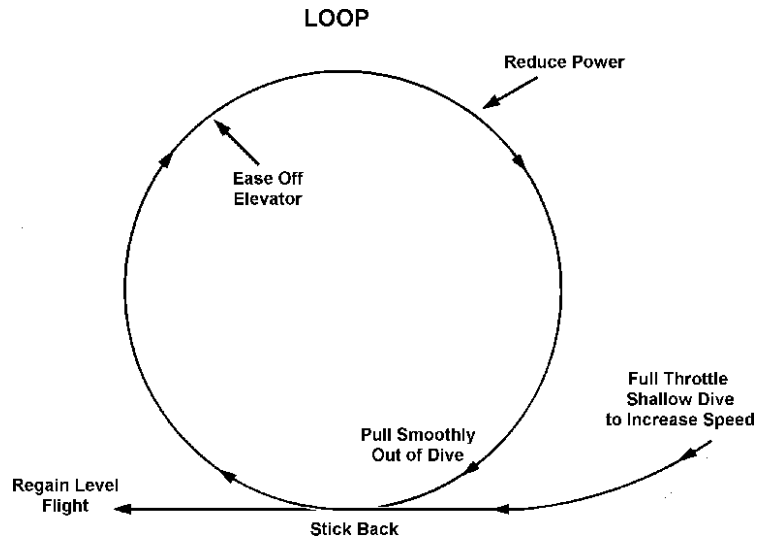 LOOP
Reduce Power
Ease Off
Elevator
Full Throttle
Shallow Dive
to Increase Speed
Pull Smoothly
Out of Dive
Regain Level
Flight
Stick Back